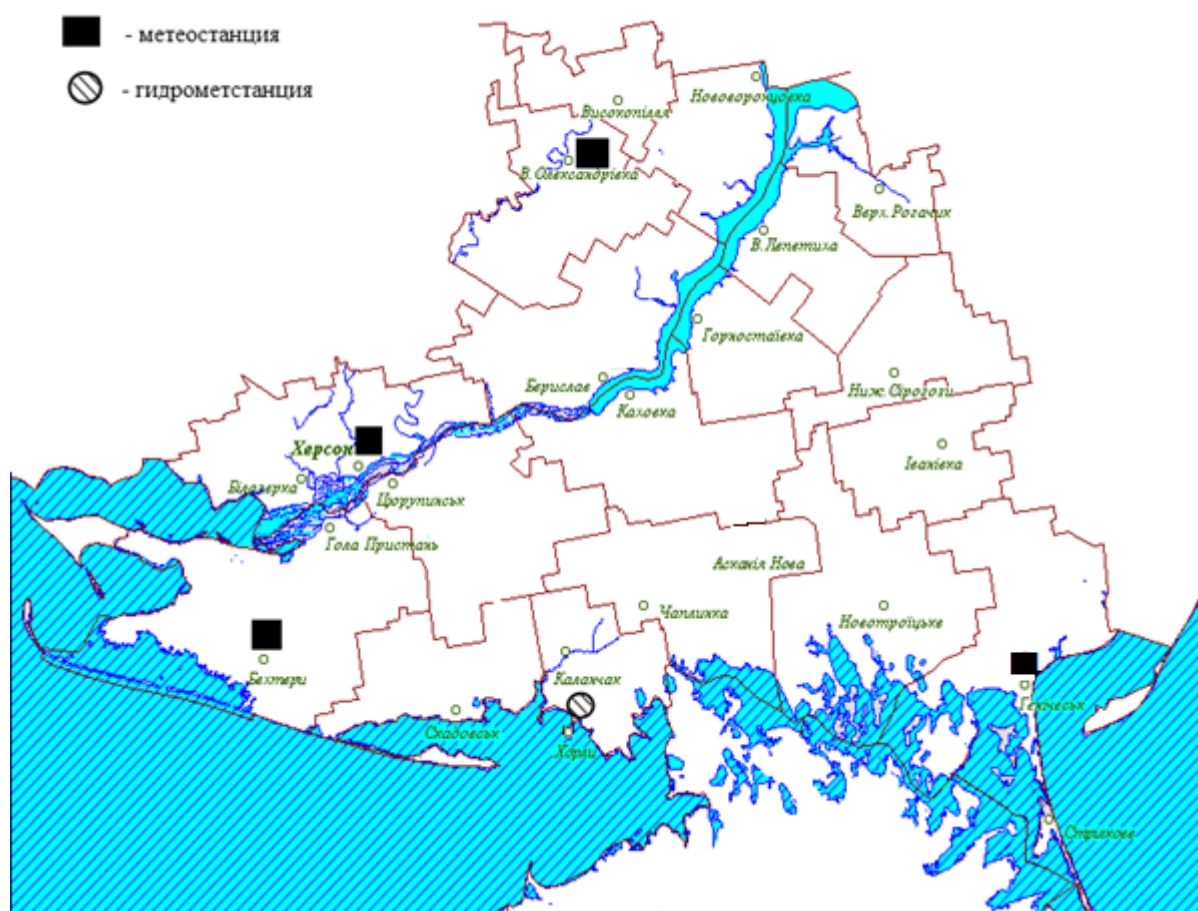 - метеостанция
- гидрометстанция
Високопілля
Нововоронцовка
В. Олександрівка
Верх. Рогачик
В. Лепетиха
Горностаївка
Берислав
Каховка
Ниж. Сірогози
Херсон
Білозерка
Цюрупинськ
Іванівка
Гола Пристань
Асканія Нова
Чаплинка
Новотроїцьке
Бехтери
Каланчак
Скадовськ
Хорли
Генічеськ
Стрілкове